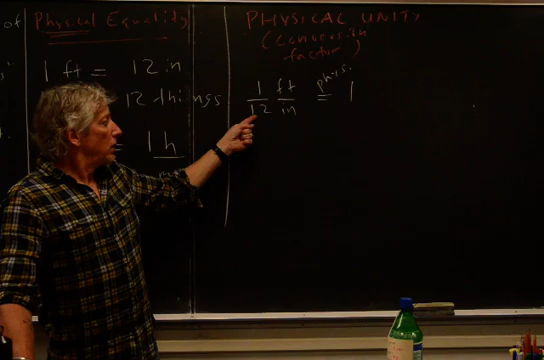 of
Physical Equality
1 ft = 12 in
12 things
= 1 h
PHYSICAL UNITY
(conversion
factor)
1 ft phys. 1
12 in =